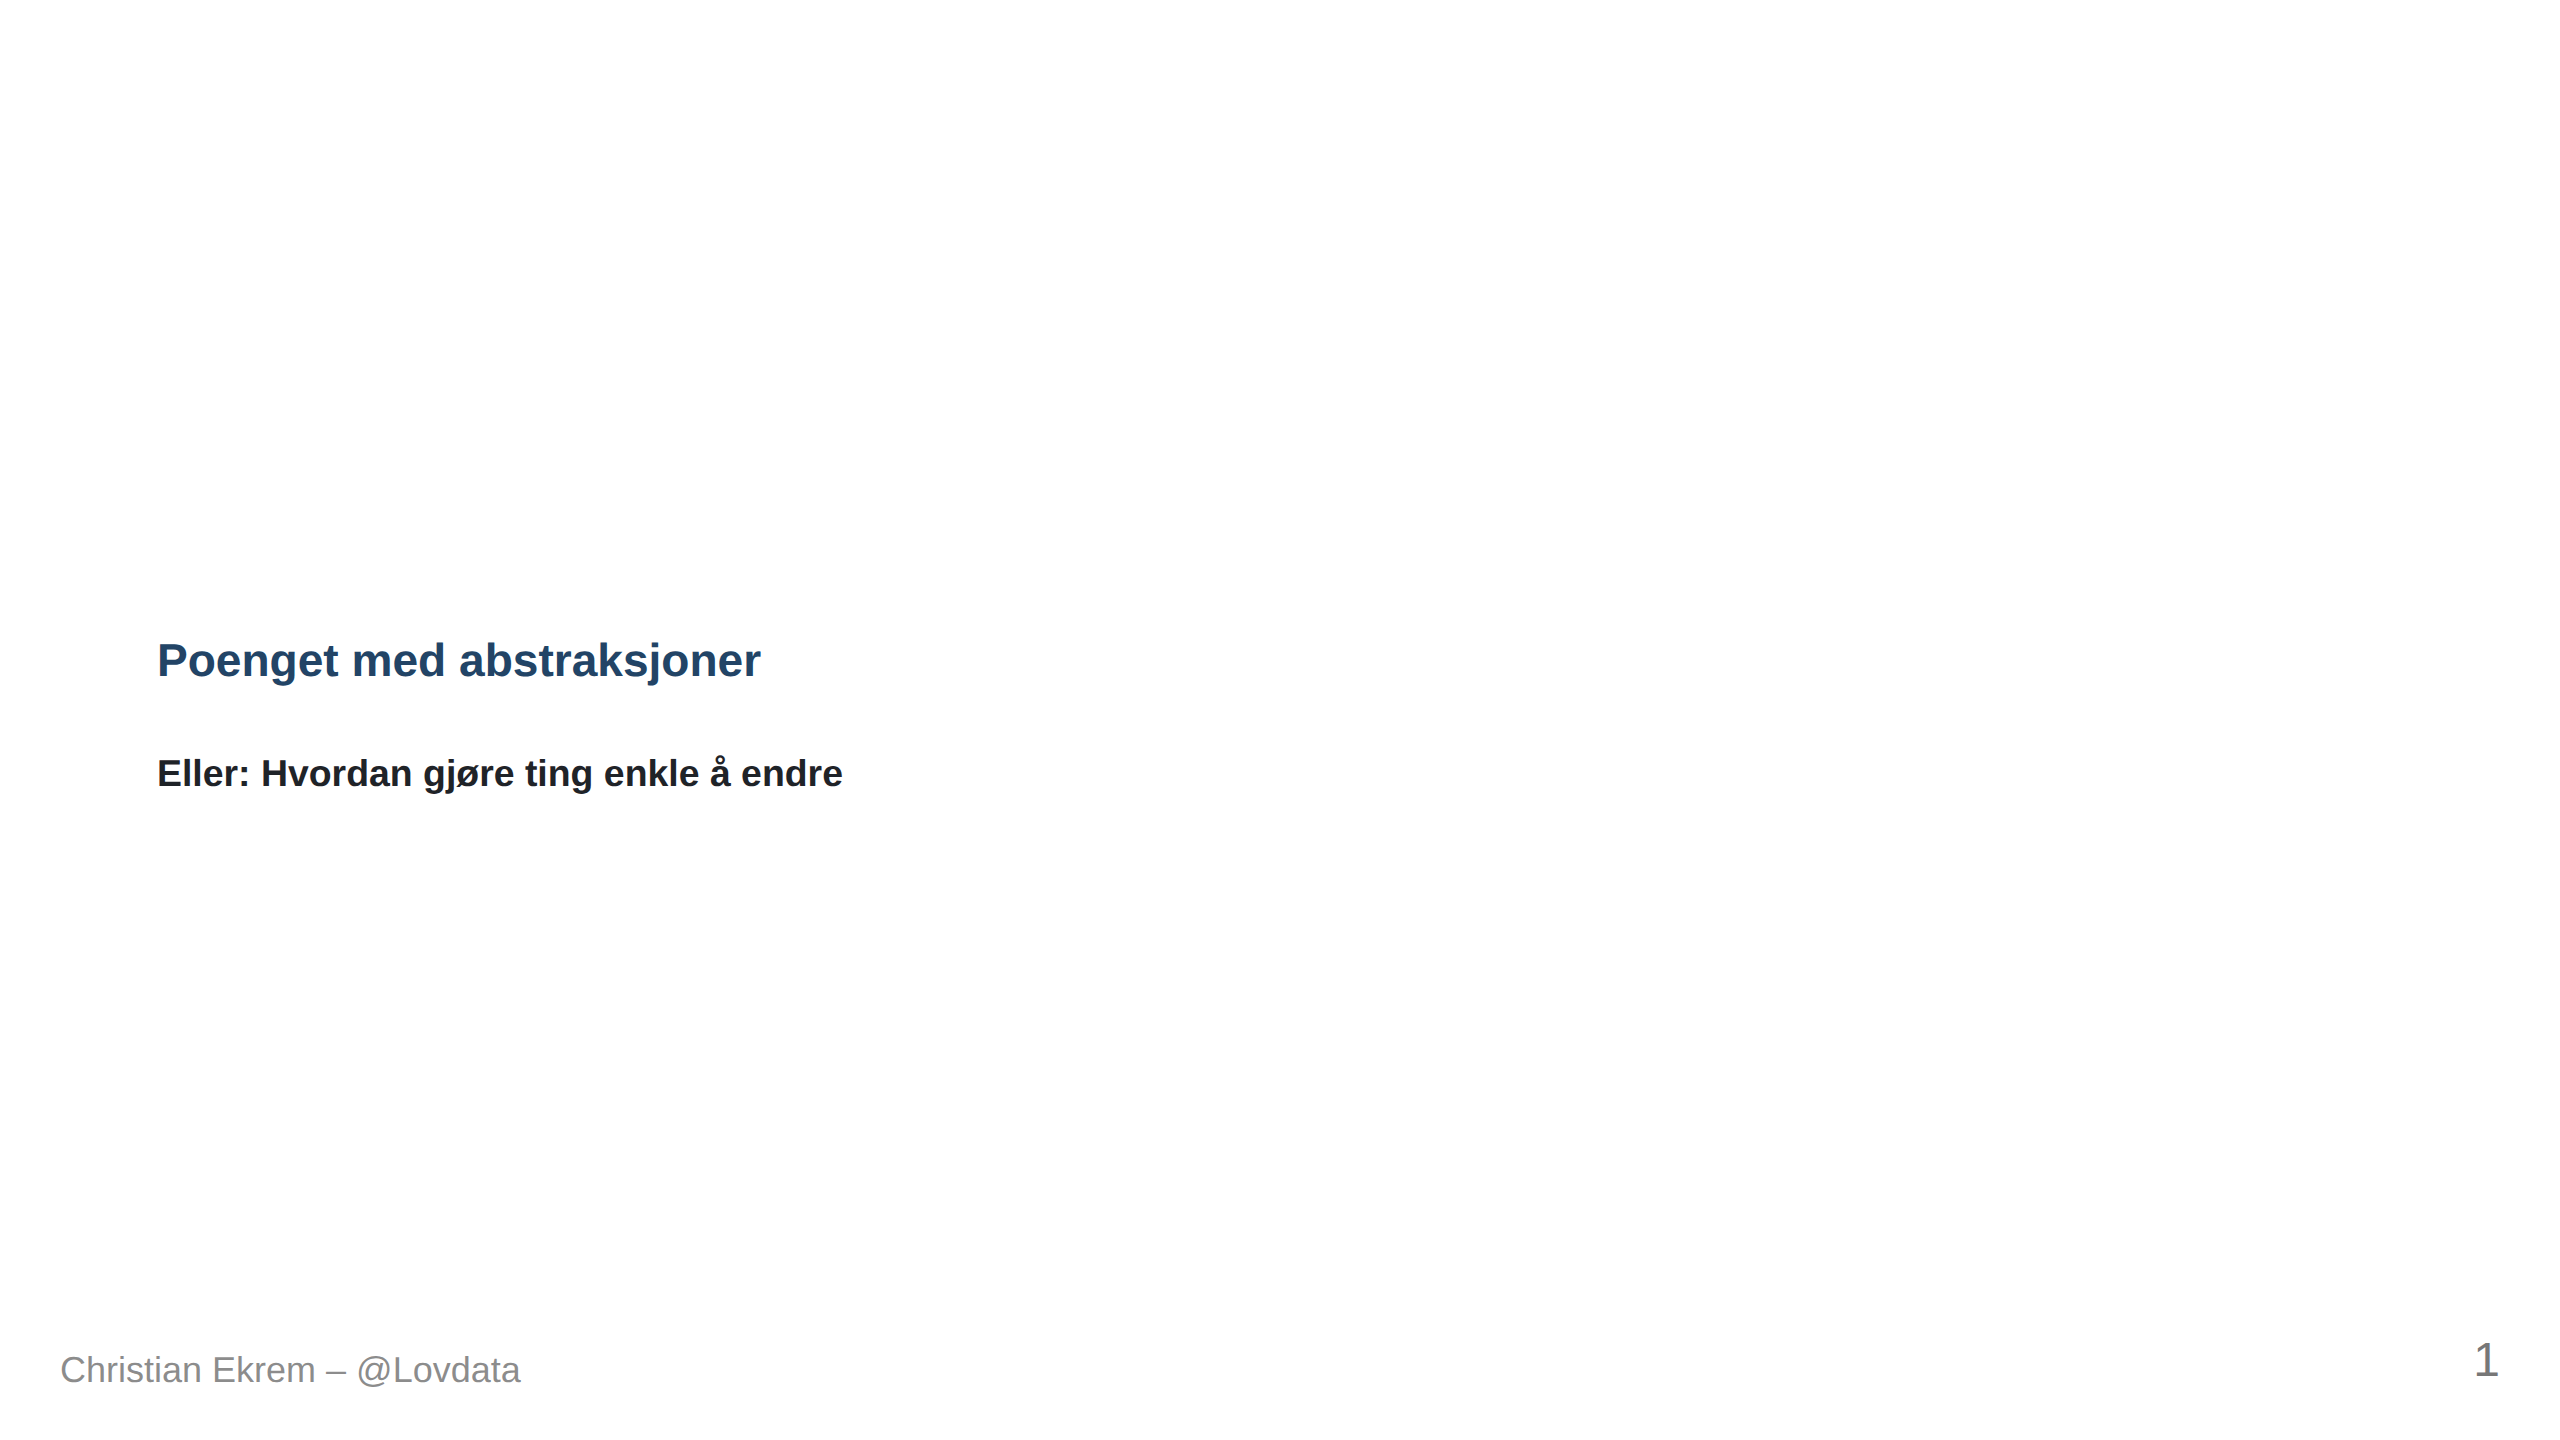 Poenget med abstraksjoner
Eller: Hvordan gjøre ting enkle å endre
Christian Ekrem – @Lovdata
1